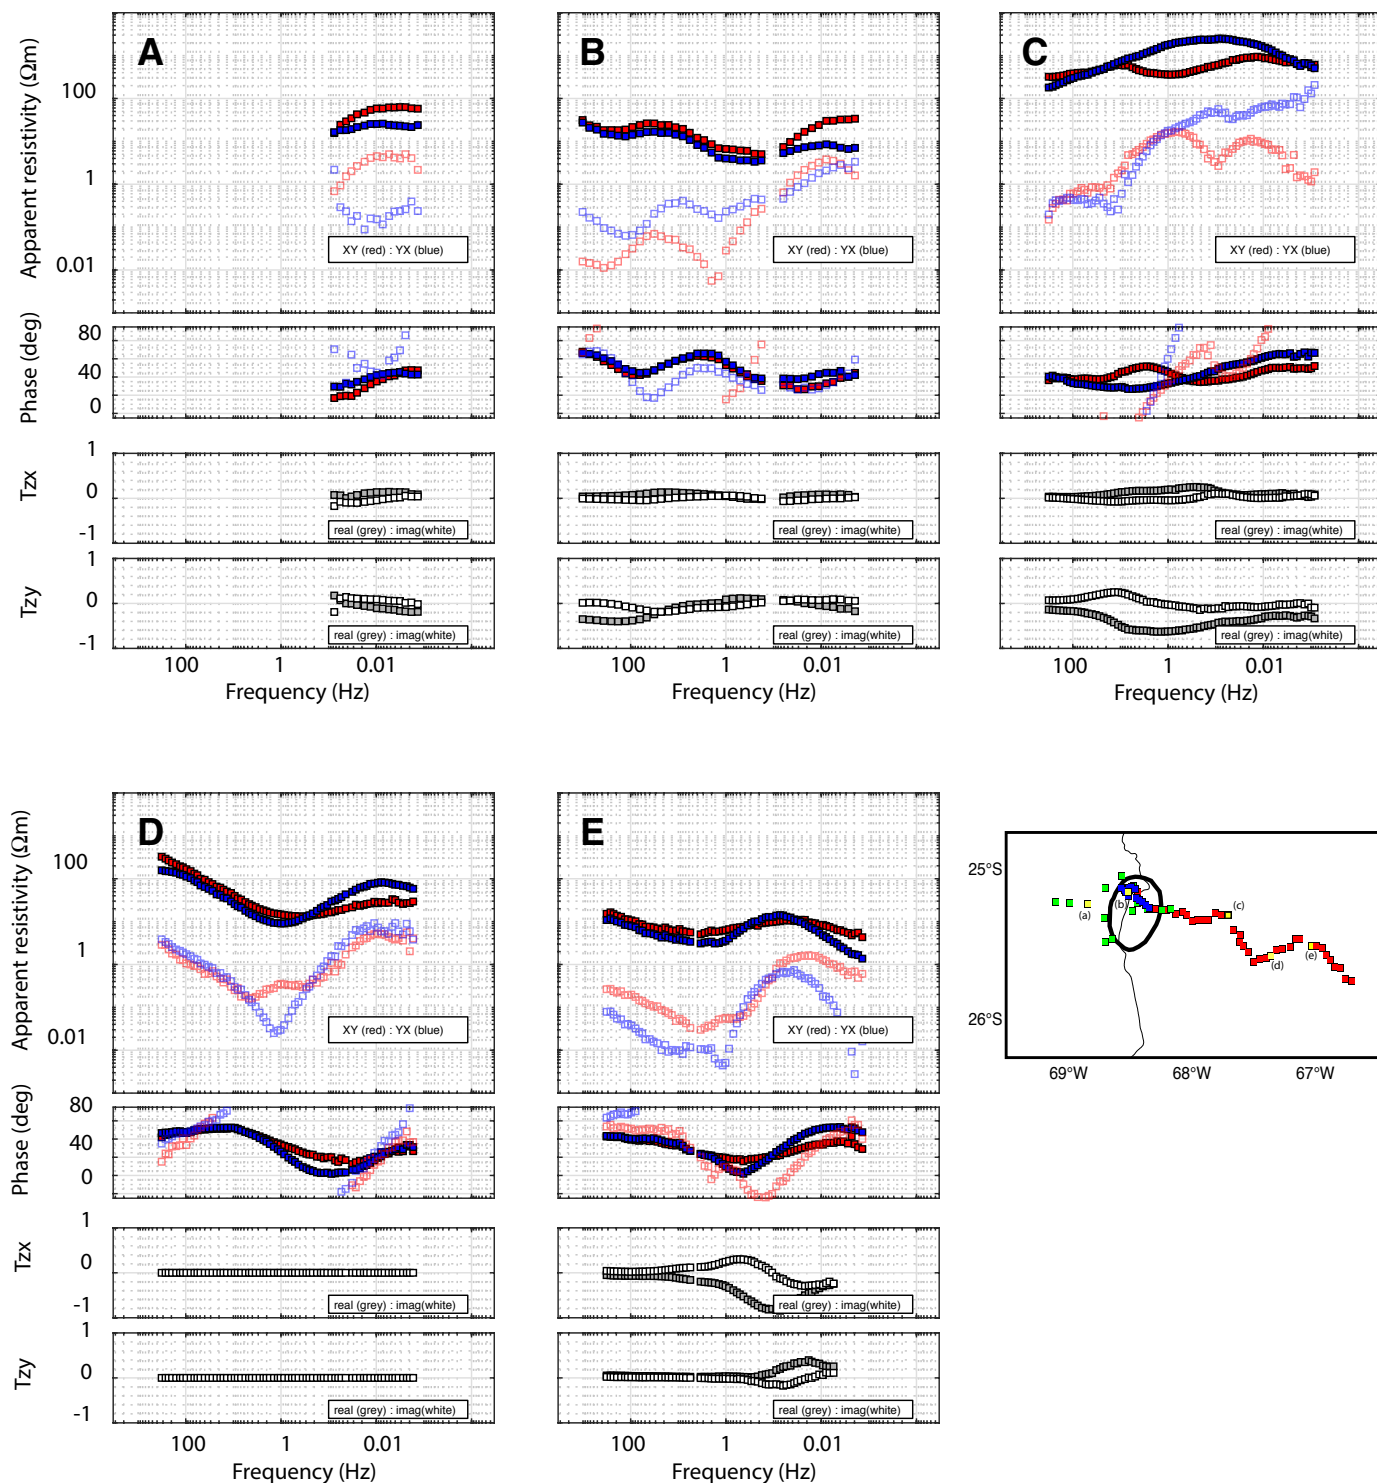 A
B
C
Apparent resistivity (Ωm)
100
1
0.01
XY (red) : YX (blue)
XY (red) : YX (blue)
XY (red) : YX (blue)
Phase (deg)
80
40
0
Tzx
1
0
-1
real (grey) : imag(white)
real (grey) : imag(white)
real (grey) : imag(white)
Tzy
1
0
-1
real (grey) : imag(white)
real (grey) : imag(white)
real (grey) : imag(white)
100 1 0.01
100 1 0.01
100 1 0.01
Frequency (Hz)
Frequency (Hz)
Frequency (Hz)
D
E
Apparent resistivity (Ωm)
100
1
0.01
XY (red) : YX (blue)
XY (red) : YX (blue)
Phase (deg)
80
40
0
Tzx
1
0
-1
real (grey) : imag(white)
real (grey) : imag(white)
Tzy
1
0
-1
real (grey) : imag(white)
real (grey) : imag(white)
100 1 0.01
100 1 0.01
Frequency (Hz)
Frequency (Hz)
25°S
26°S
(a)
(b)
(c)
(d)
(e)
69°W 68°W 67°W